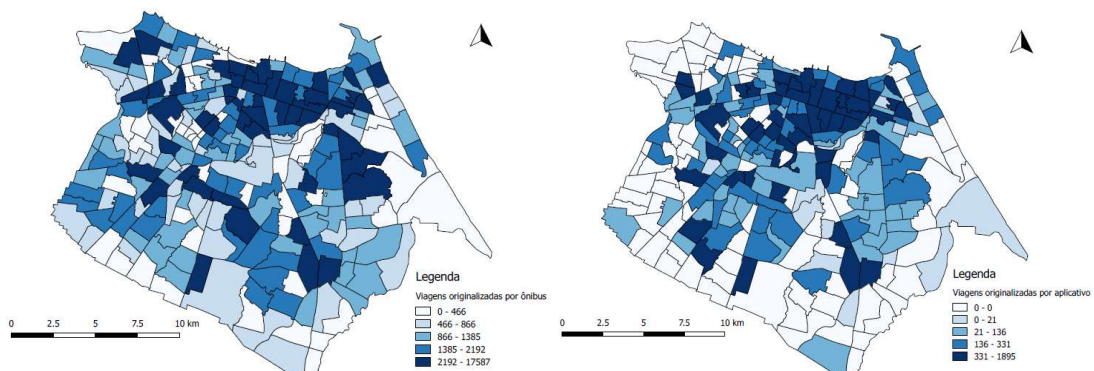 Legenda
Viagens originalizadas por ônibus
0 - 466
466 - 866
866 - 1385
1385 - 2192
2192 - 17587
0 2.5 5 7.5 10 km
Legenda
Viagens originalizadas por aplicativo
0 - 0
0 - 21
21 - 136
136 - 331
331 - 1895
0 2.5 5 7.5 10 km